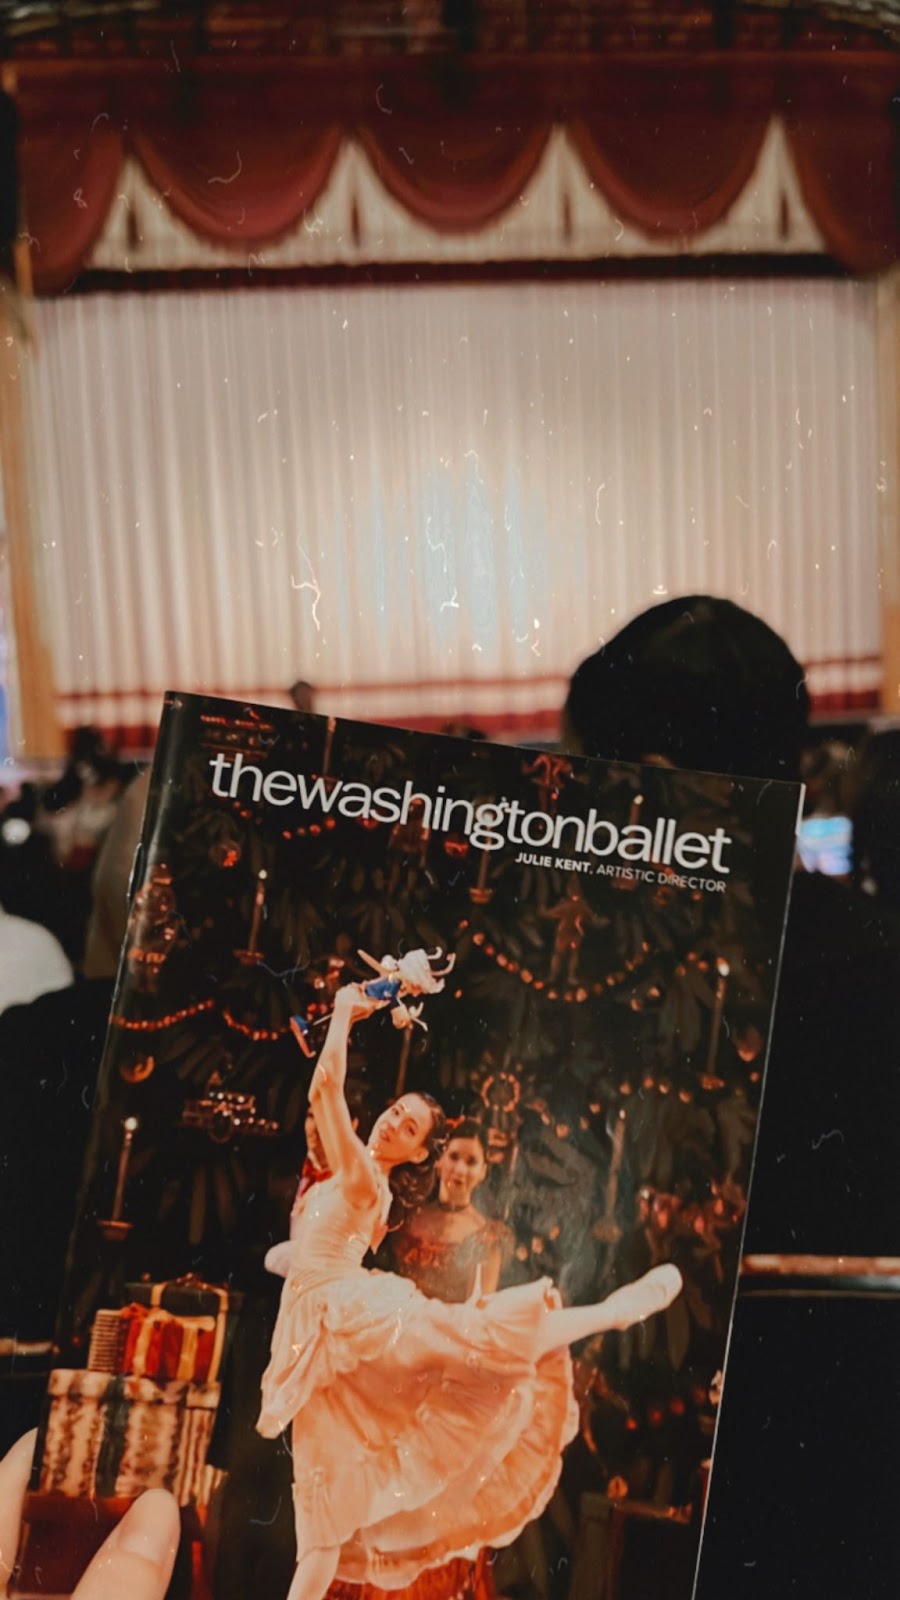 thewashingtonballet
JULIE KENT, ARTISTIC DIRECTOR